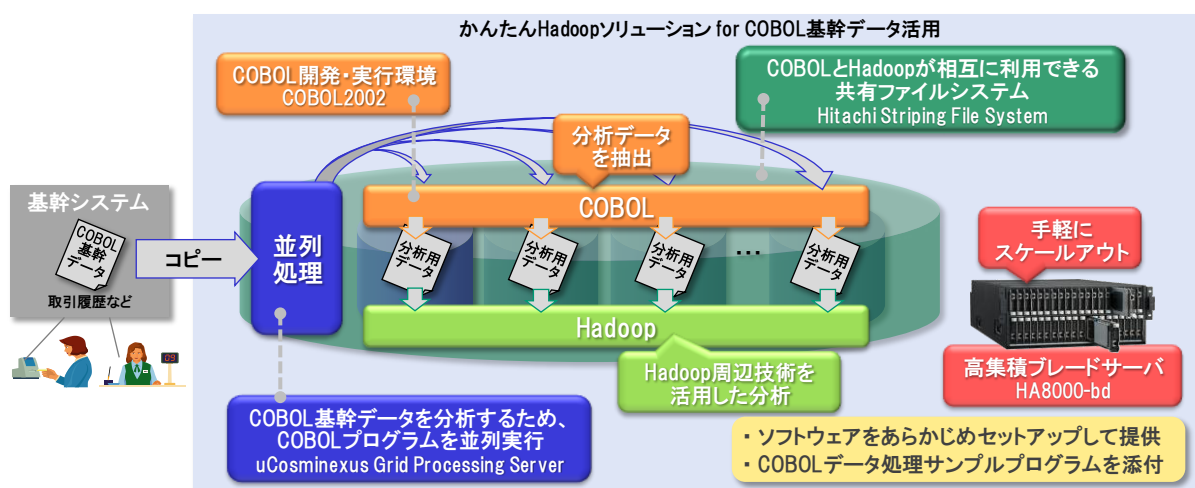 かんたんHadoopソリューション for COBOL基幹データ活用
COBOL開発・実行環境
COBOL2002
COBOLとHadoopが相互に利用できる
共有ファイルシステム
Hitachi Striping File System
分析データ
を抽出
基幹システム
COBOL
基幹
データ
取引履歴など
コピー
並列
処理
COBOL
分析用
データ
分析用
データ
分析用
データ
…
分析用
データ
Hadoop
Hadoop周辺技術を
活用した分析
手軽に
スケールアウト
高集積ブレードサーバ
HA8000-bd
09
COBOL基幹データを分析するため、
COBOLプログラムを並列実行
uCosminexus Grid Processing Server
・ソフトウェアをあらかじめセットアップして提供
・COBOLデータ処理サンプルプログラムを添付